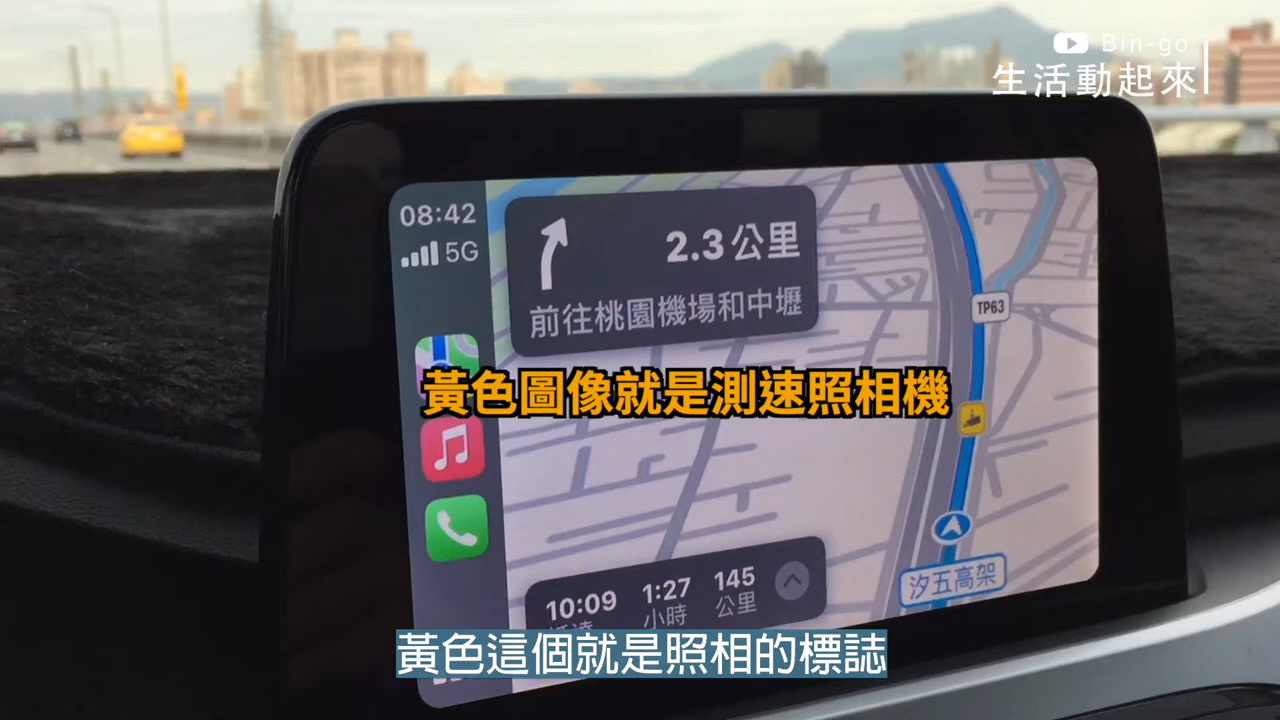 Bin-go
生活動起來
08:42
5G
2.3 公里
前往桃園機場和中壢
TP63
黃色圖像就是測速照相機
汐五高架
10:09 1:27 145
抵達 小時 公里
黃色這個就是照相的標誌